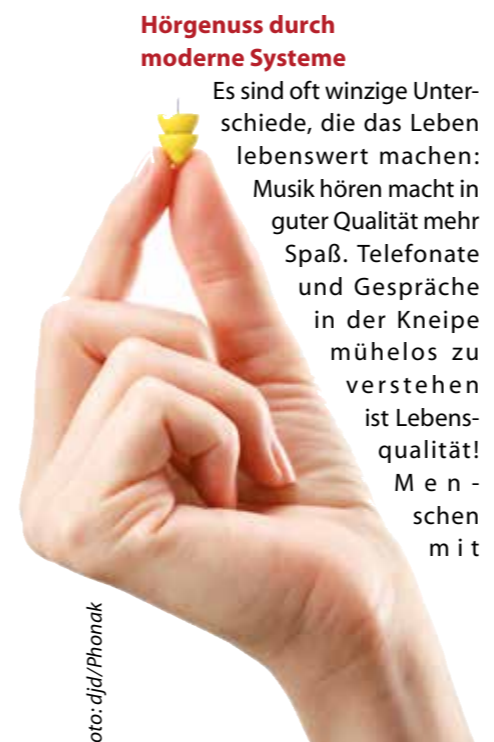 Hörgenuss durch
moderne Systeme
Es sind oft winzige Unter-
schiede, die das Leben
lebenswert machen:
Musik hören macht in
guter Qualität mehr
Spaß. Telefonate
und Gespräche
in der Kneipe
mühelos zu
verstehen
ist Lebens-
qualität!
Men-
schen
mit
oto: djd/Phonak